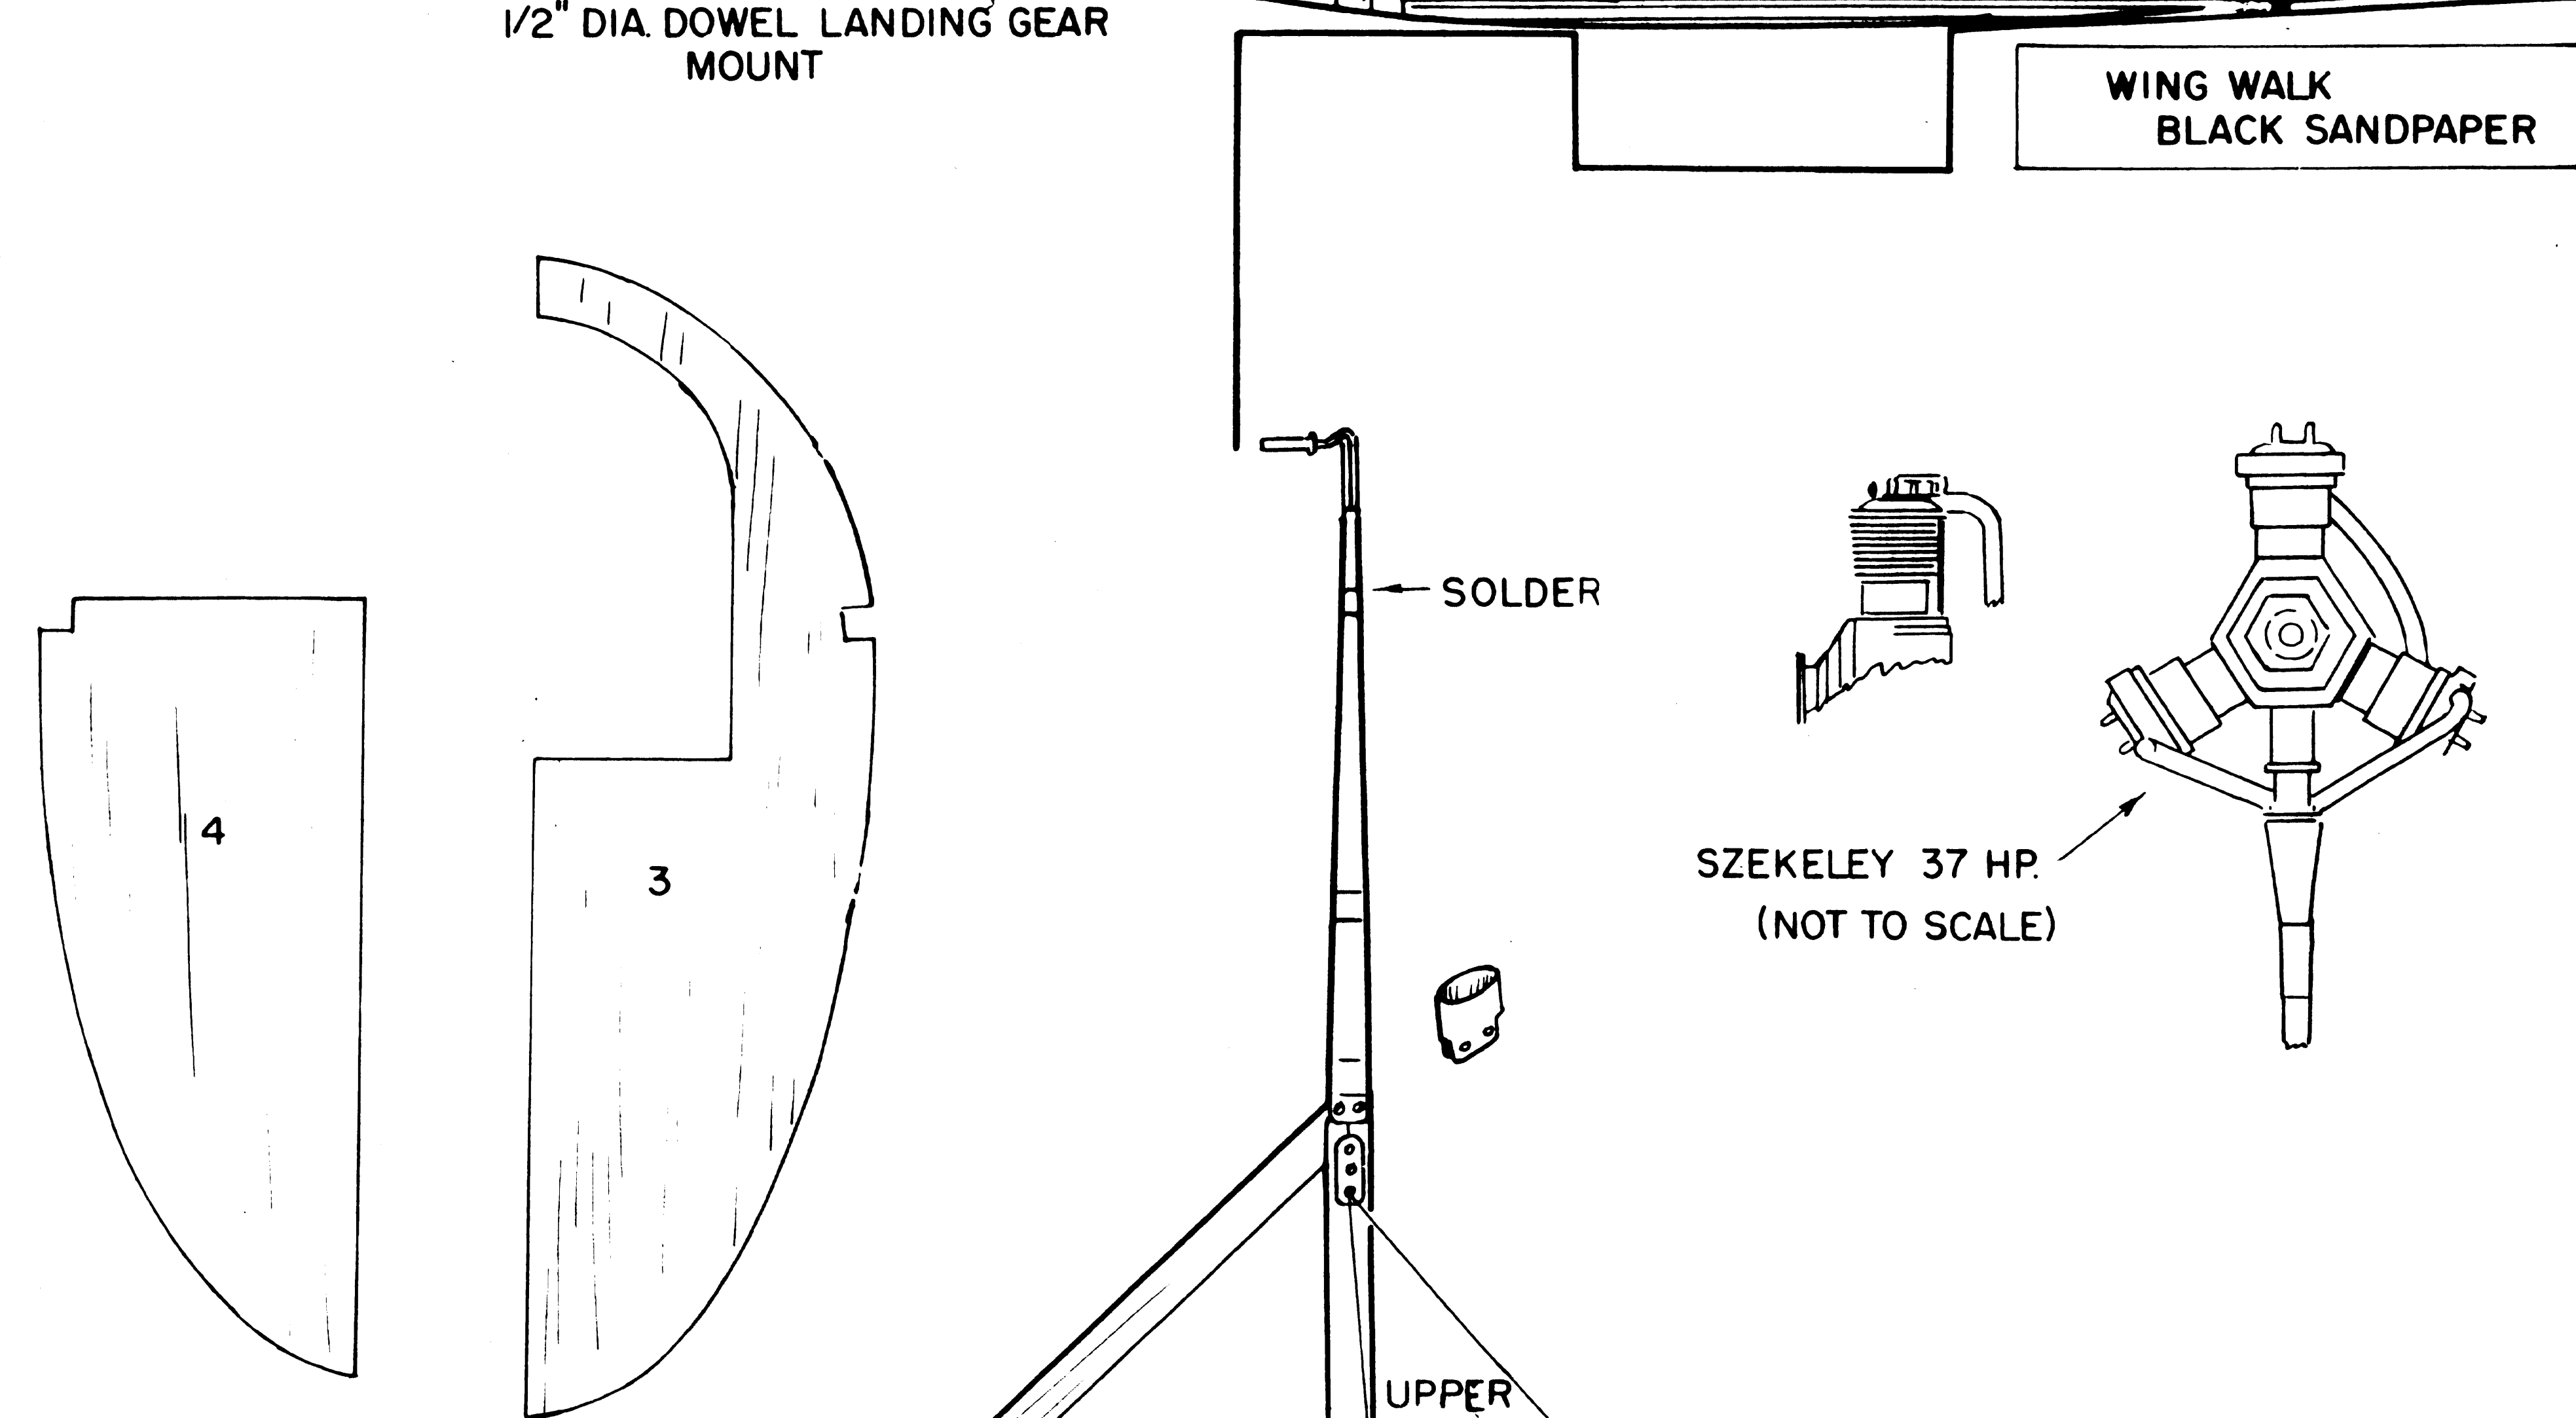 1/2" DIA. DOWEL LANDING GEAR
MOUNT
WING WALK
BLACK SANDPAPER
SOLDER
4
3
SZEKELEY 37 HP.
(NOT TO SCALE)
UPPER